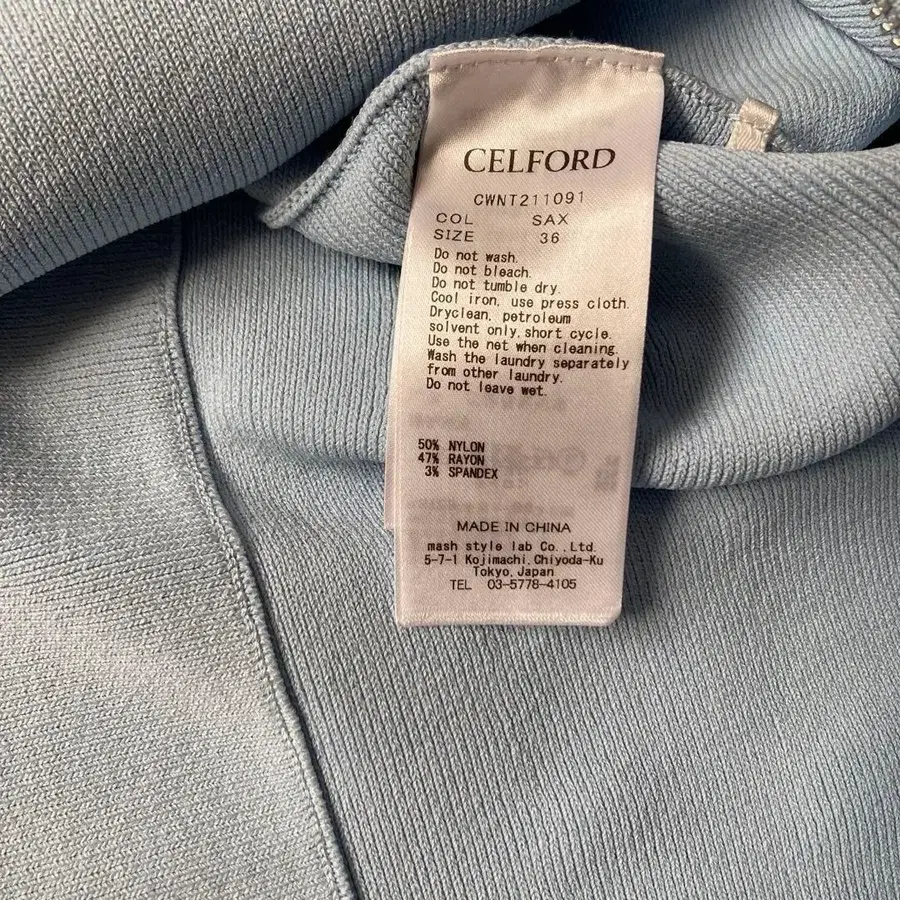 CELFORD
CWNT211091
COL SAX
SIZE 36
Do not wash.
Do not bleach.
Do not tumble dry.
Cool iron, use press cloth.
Dryclean, petroleum
solvent only, short cycle.
Use the net when cleaning.
Wash the laundry separately
from other laundry.
Do not leave wet.
50% NYLON
47% RAYON
3% SPANDEX
MADE IN CHINA
mash style lab Co., Ltd.
5-7-1 Kojimachi, Chiyoda-Ku
Tokyo, Japan
TEL 03-5778-4105